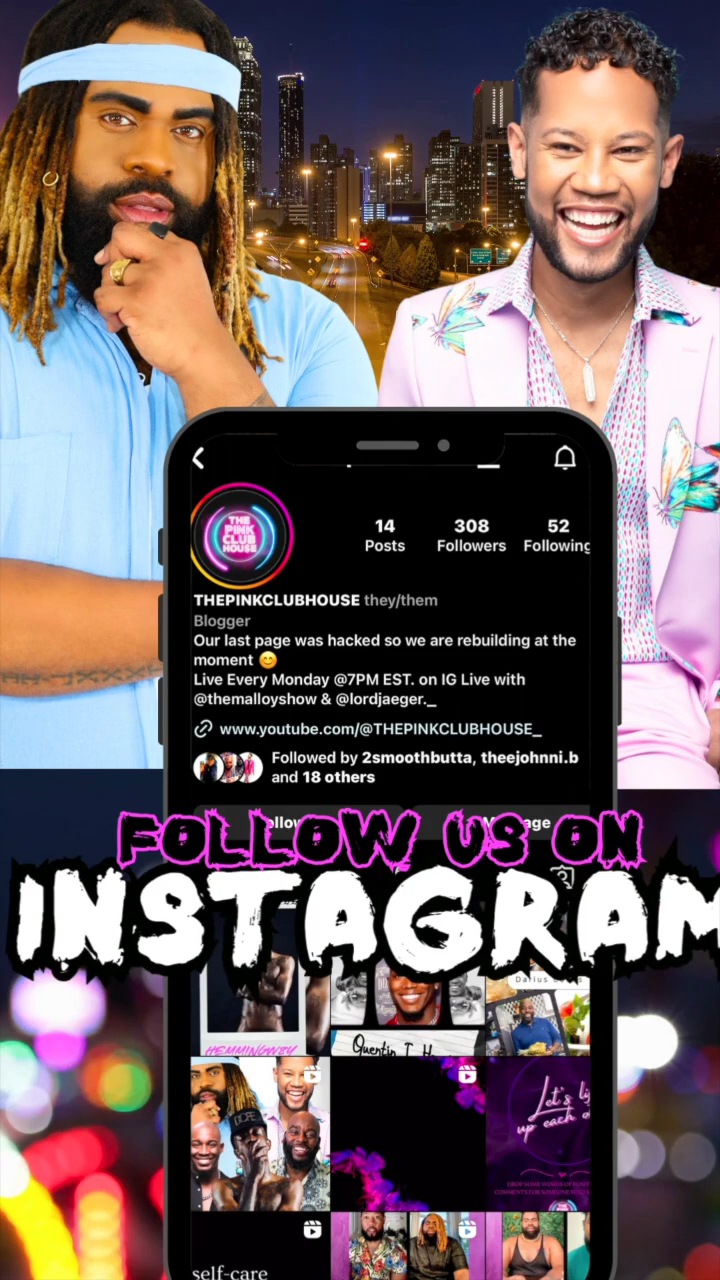 THE
PINK
CLUB
HOUSE
14
Posts
308
Followers
52
Following
THEPINKCLUBHOUSE they/them
Blogger
Our last page was hacked so we are rebuilding at the
moment 😊
Live Every Monday @7PM EST. on IG Live with
@themalloyshow & @lordjaeger._
www.youtube.com/@THEPINKCLUBHOUSE_
Followed by 2smoothbutta, theejohnni.b
and 18 others
FOLLOW US ON
INSTAGRAM
HEMMINGW8Y
Quentin T. H
Darius
Let's li
up each o
self-care